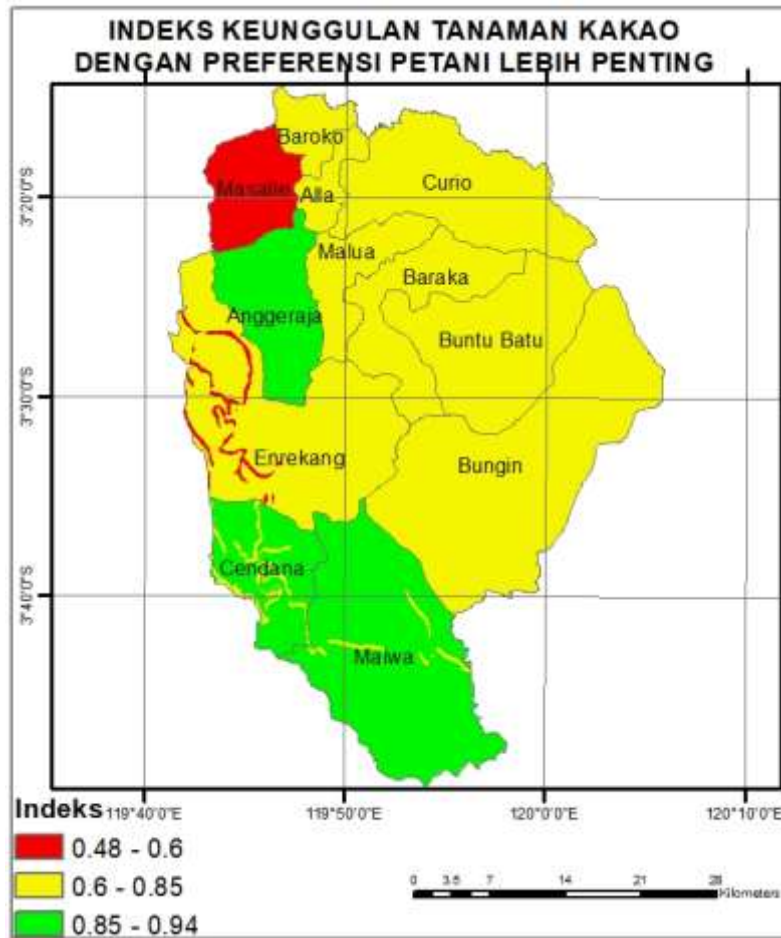 INDEKS KEUNGGULAN TANAMAN KAKAO
DENGAN PREFERENSI PETANI LEBIH PENTING
Baroko
Masalle
Alla
Curio
Malua
Baraka
Anggeraja
Buntu Batu
Enrekang
Bungin
Cendana
Maiwa
3°20'0"S
3°30'0"S
3°40'0"S
Indeks
119°40'0"E 119°50'0"E 120°0'0"E 120°10'0"E
0.48 - 0.6
0.6 - 0.85
0.85 - 0.94
0 3.5 7 14 21 28
Kilometers